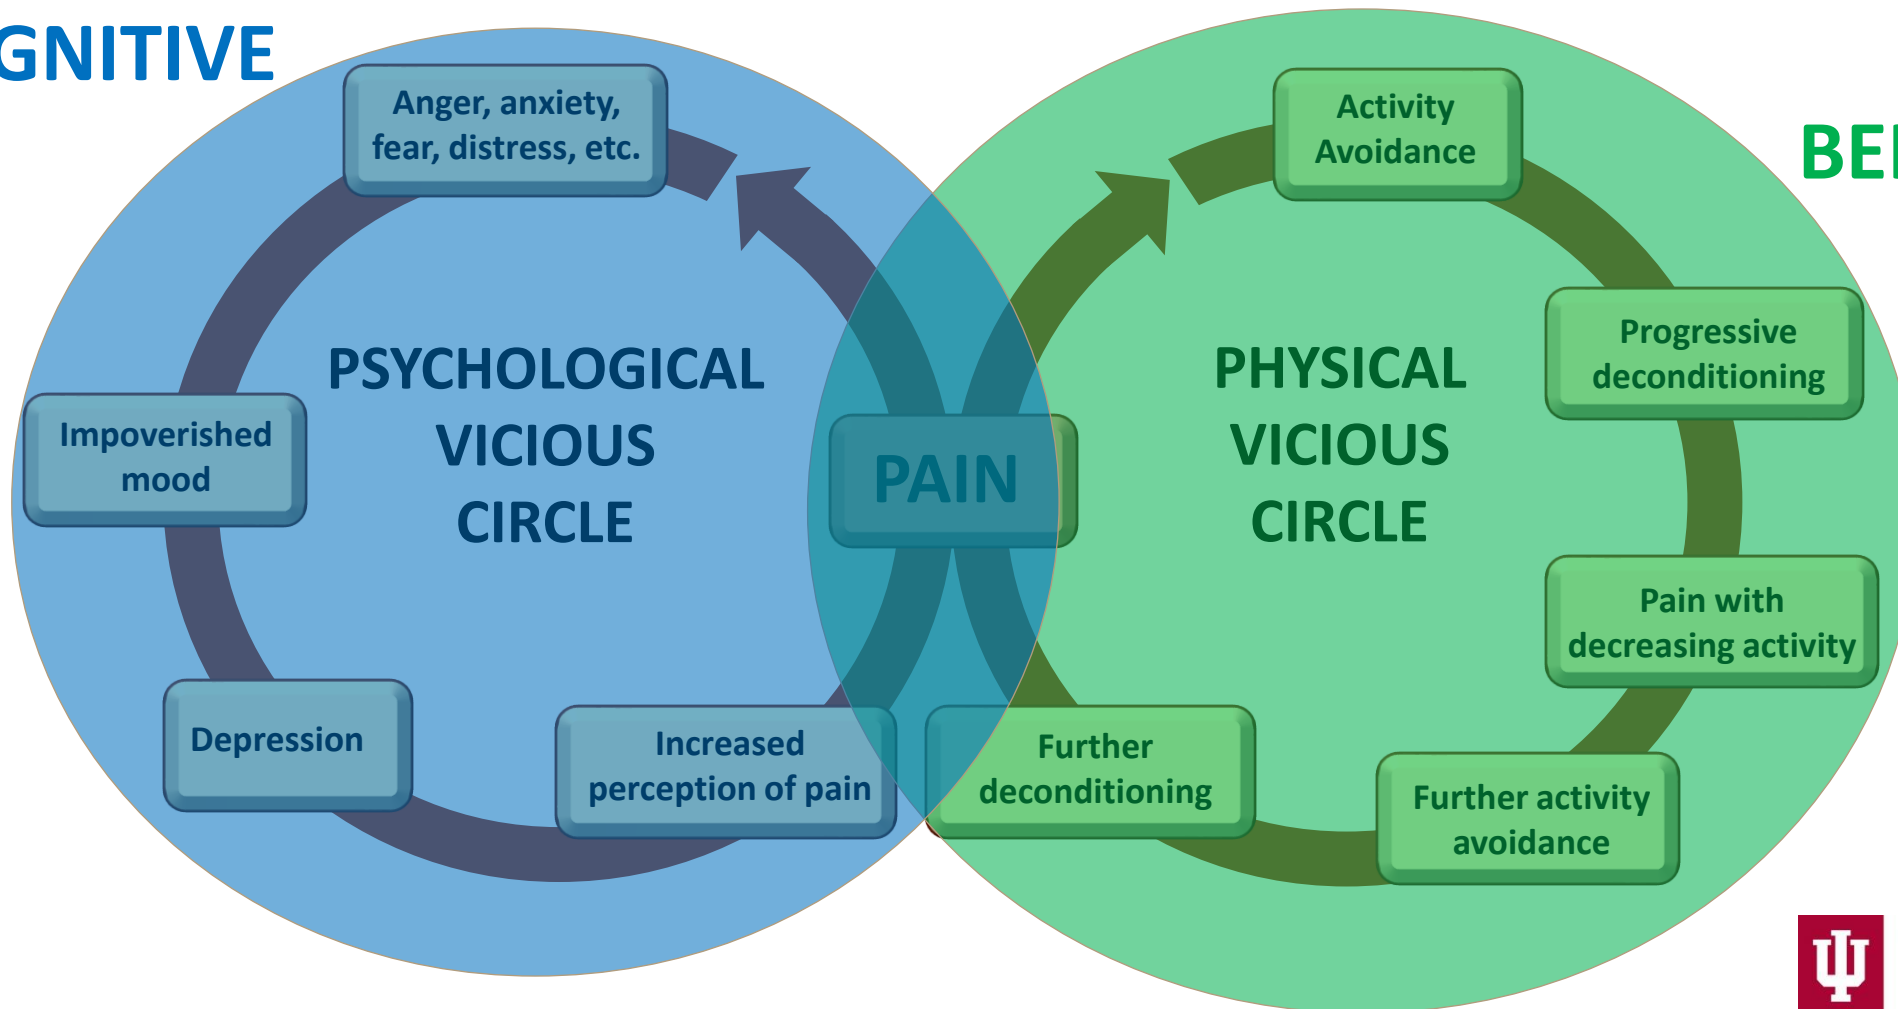 GNITIVE
Anger, anxiety,
fear, distress, etc.
Impoverished
mood
Depression
Increased
perception of pain
PSYCHOLOGICAL
VICIOUS
CIRCLE
PAIN
BE
Activity
Avoidance
Progressive
deconditioning
Pain with
decreasing activity
Further activity
avoidance
Further
deconditioning
PHYSICAL
VICIOUS
CIRCLE